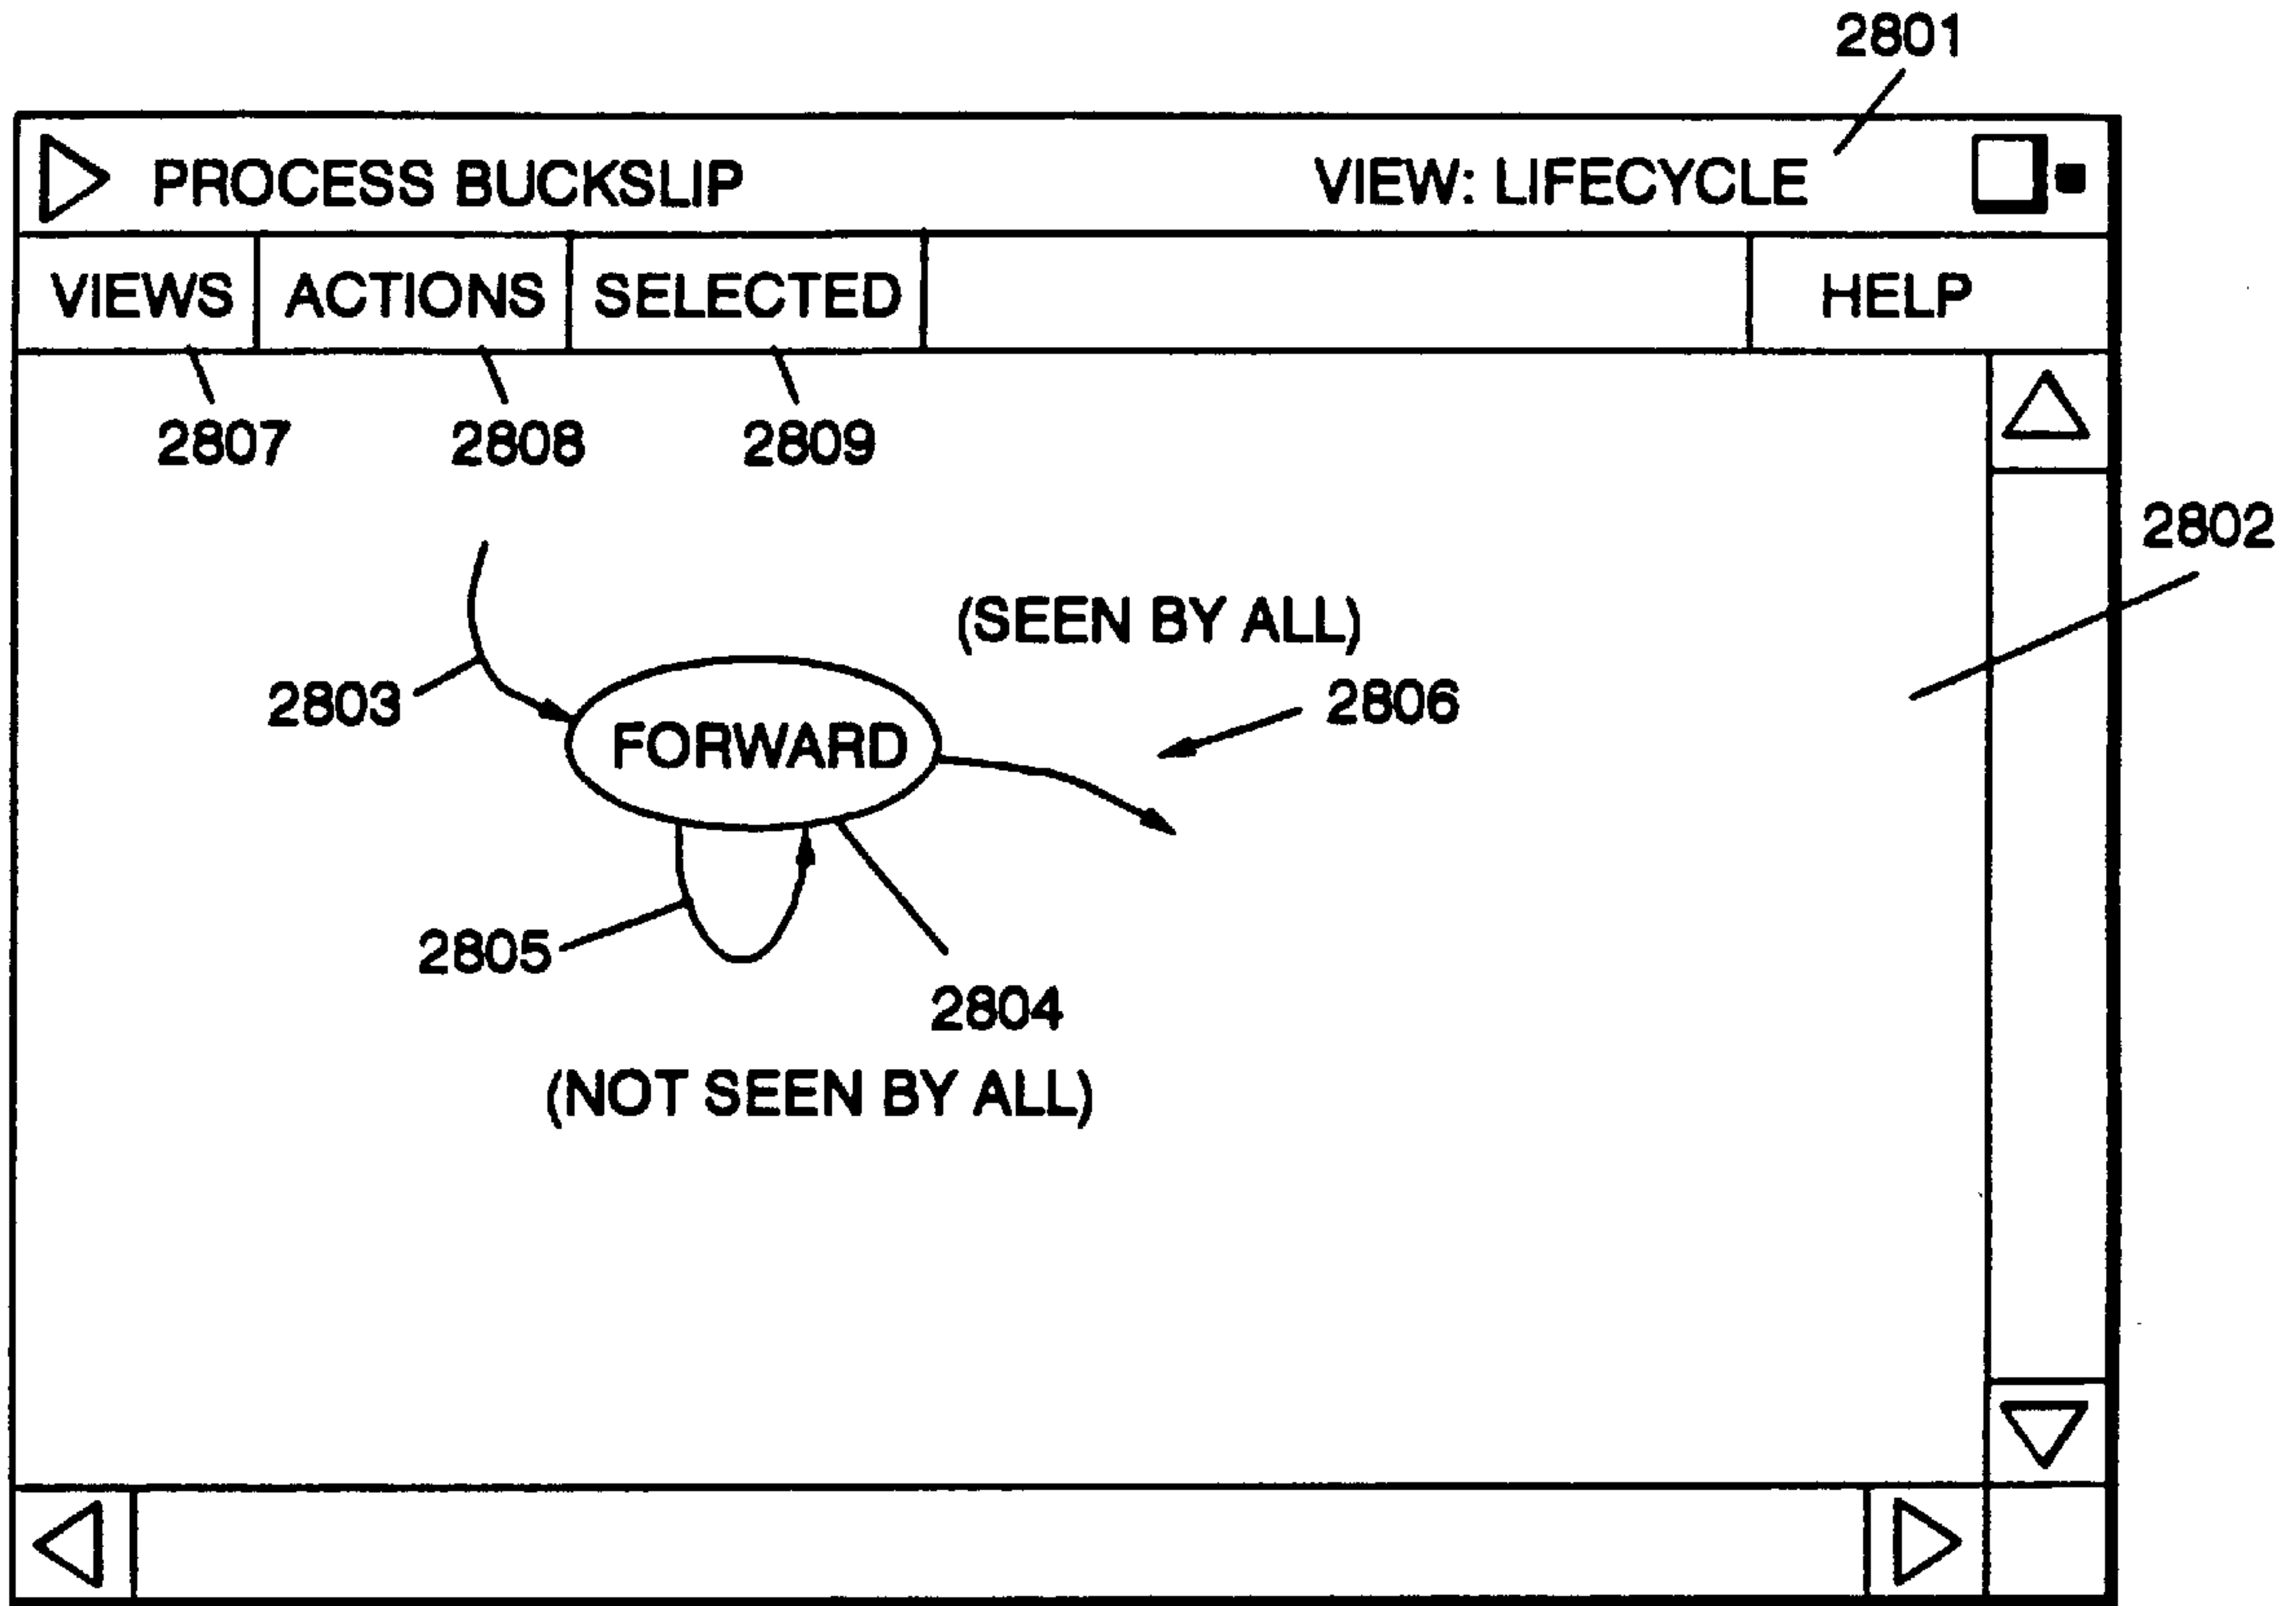 2801
PROCESS BUCKSLIP VIEW: LIFECYCLE
VIEWS ACTIONS SELECTED HELP
2807 2808 2809
2802
(SEEN BY ALL)
2803 2806
FORWARD
2805
2804
(NOT SEEN BY ALL)